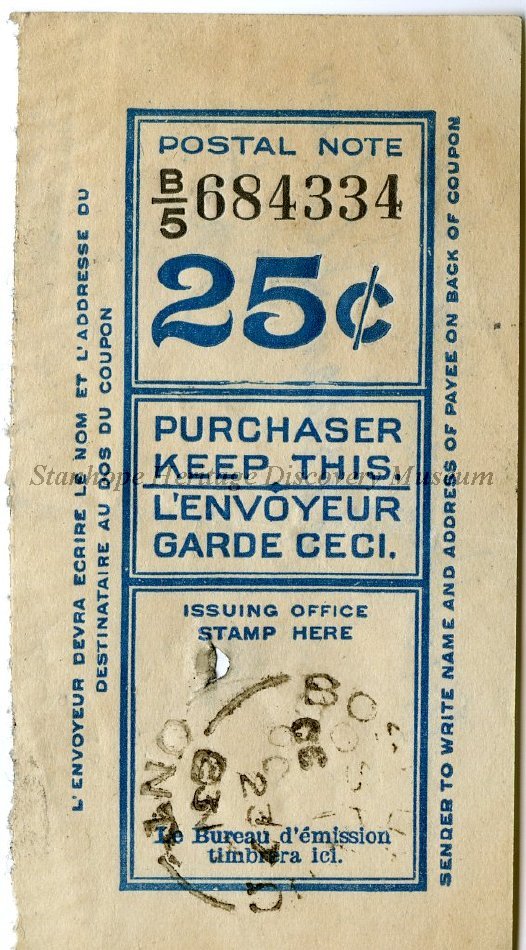 POSTAL NOTE
B/5 684334
25¢
PURCHASER
KEEP THIS.
L'ENVOYEUR
GARDE CECI.
ISSUING OFFICE
STAMP HERE
Le Bureau d'émission
timbrera ici.
L'ENVOYEUR DEVRA ECRIRE LE NOM ET L'ADDRESSE DU
DESTINATAIRE AU DOS DU COUPON
SENDER TO WRITE NAME AND ADDRESS OF PAYEE ON BACK OF COUPON
Stanhope Heritage Discovery Museum